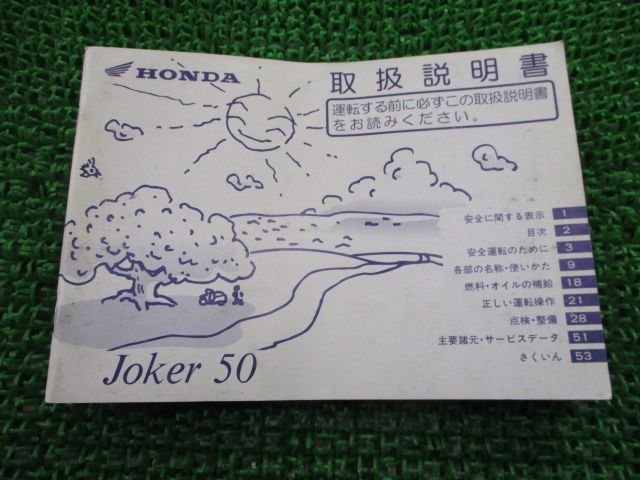 HONDA
取扱説明書
運転する前に必ずこの取扱説明書
をお読みください。
安全に関する表示 1
目次 2
安全運転のために 3
各部の名称・使いかた 9
燃料・オイルの補給 18
正しい運転操作 21
点検・整備 28
主要諸元・サービスデータ 51
さくいん 53
Joker 50